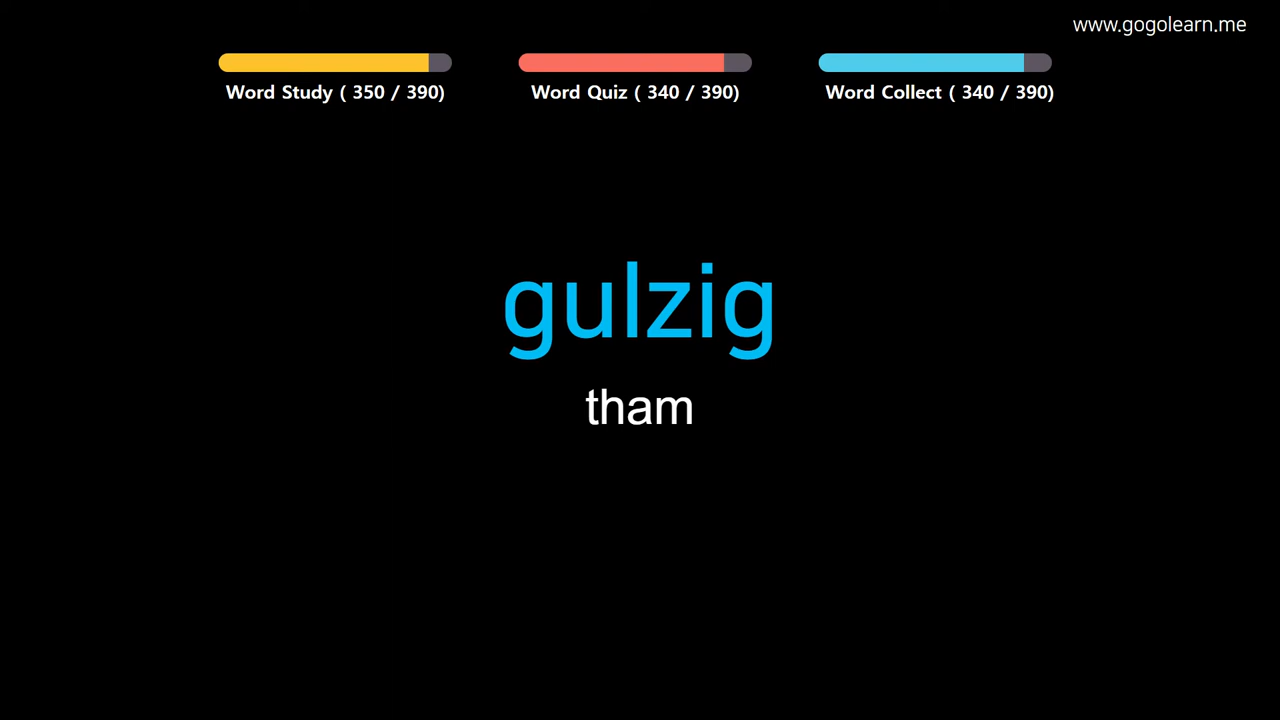 www.gogolearn.me
Word Study ( 350 / 390)
Word Quiz ( 340 / 390)
Word Collect ( 340 / 390)
gulzig
tham